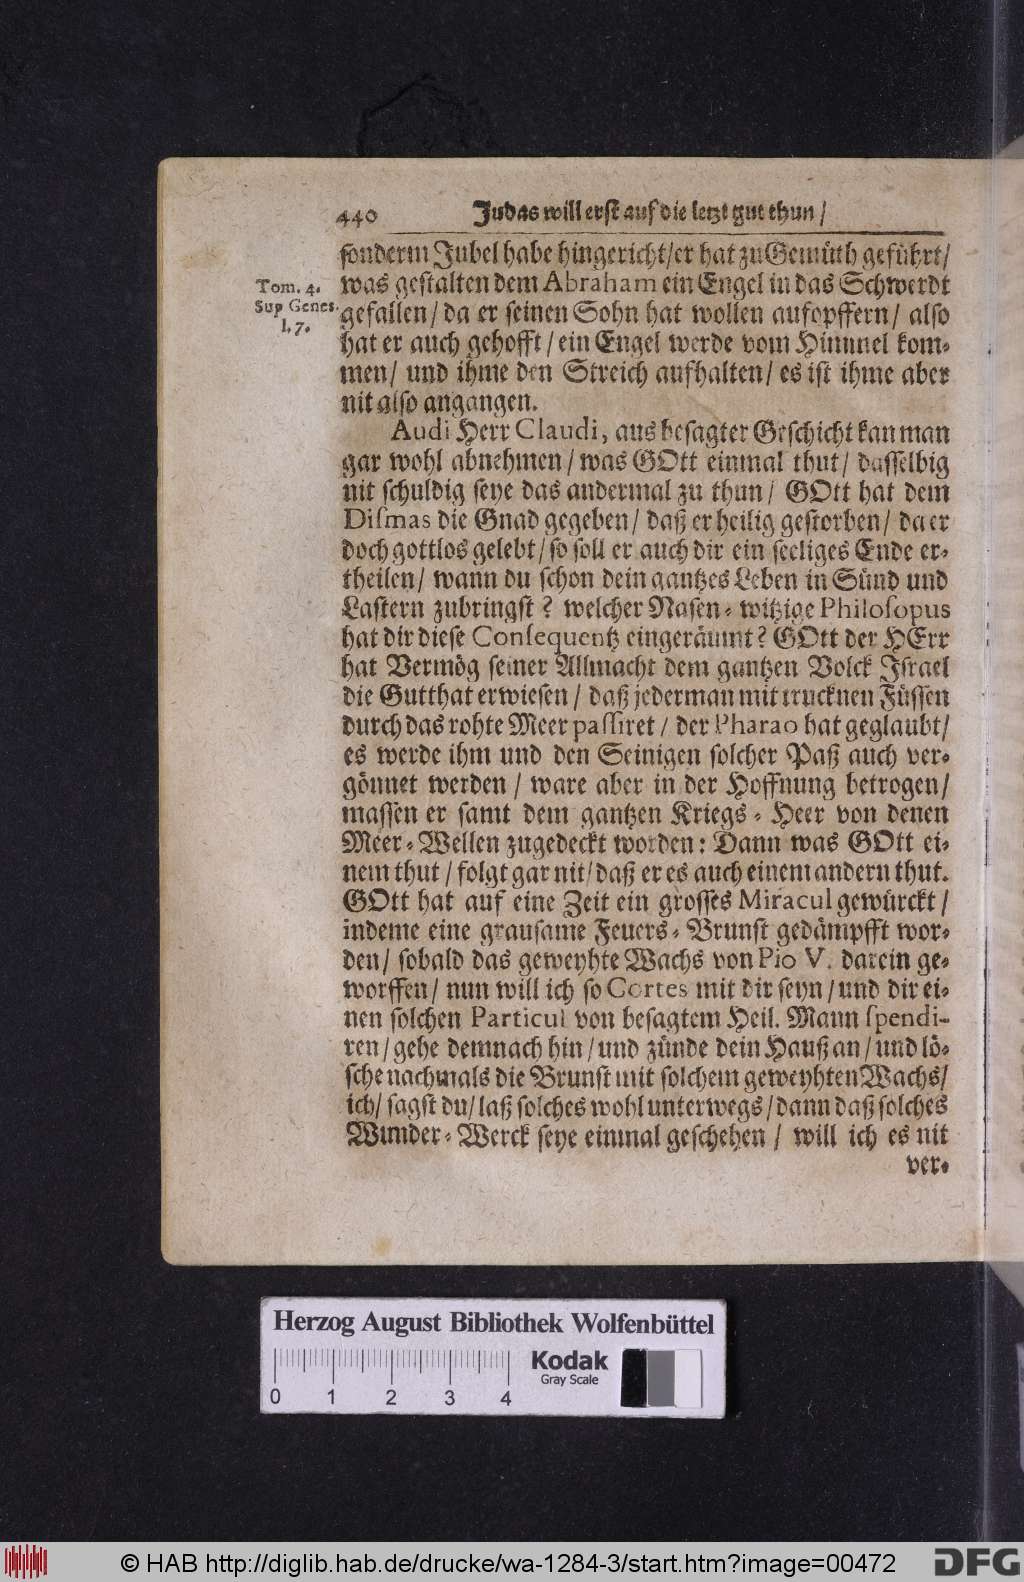 440 Judas will erst auf die letzt gut thun /
sonderm Jubel habe hingericht / er hat zu Gemüth geführt /
Tom. 4.
Sup Genes.
l. 7.
was gestalten dem Abraham ein Engel in das Schwerdt
gefallen / da er seinen Sohn hat wollen aufopffern / also
hat er auch gehofft / ein Engel werde vom Himmel kom-
men / und ihme den Streich aufhalten / es ist ihme aber
nit also angangen.
Audi Herr Claudi, aus besagter Geschicht kan man
gar wohl abnehmen / was GOtt einmal thut / dasselbig
nit schuldig seye das andermal zu thun / GOtt hat dem
Dismas die Gnad gegeben / daß er heilig gestorben / da er
doch gottlos gelebt / so soll er auch dir ein seeliges Ende er-
theilen / wann du schon dein gantzes Leben in Sünd und
Lastern zubringst ? welcher Nasen-witzige Philosopus
hat dir diese Consequentz eingeräumt ? GOtt der HErr
hat Vermög seiner Allmacht dem gantzen Volck Israel
die Gutthat erwiesen / daß jederman mit trucknen Füssen
durch das rohte Meer passiret / der Pharao hat geglaubt /
es werde ihm und den Seinigen solcher Paß auch ver-
gönnet werden / ware aber in der Hoffnung betrogen /
massen er samt dem gantzen Kriegs-Heer von denen
Meer-Wellen zugedeckt worden : Dann was GOtt ei-
nem thut / folgt gar nit / daß er es auch einem andern thut.
GOtt hat auf eine Zeit ein grosses Miracul gewürckt /
indeme eine grausame Feuers-Brunst gedämpfft wor-
den / sobald das geweyhte Wachs von Pio V. darein ge-
worffen / nun will ich so Cortes mit dir seyn / und dir ei-
nen solchen Particul von besagtem Heil. Mann spendi-
ren / gehe demnach hin / und zünde dein Hauß an / und lö-
sche nachmals die Brunst mit solchem geweyhten Wachs /
ich / sagst du / laß solches wohl unterwegs / dann daß solches
Wunder-Werck seye einmal geschehen / will ich es nit
ver-
Herzog August Bibliothek Wolfenbüttel
0 1 2 3 4
Kodak
Gray Scale
© HAB http://diglib.hab.de/drucke/wa-1284-3/start.htm?image=00472
DFG